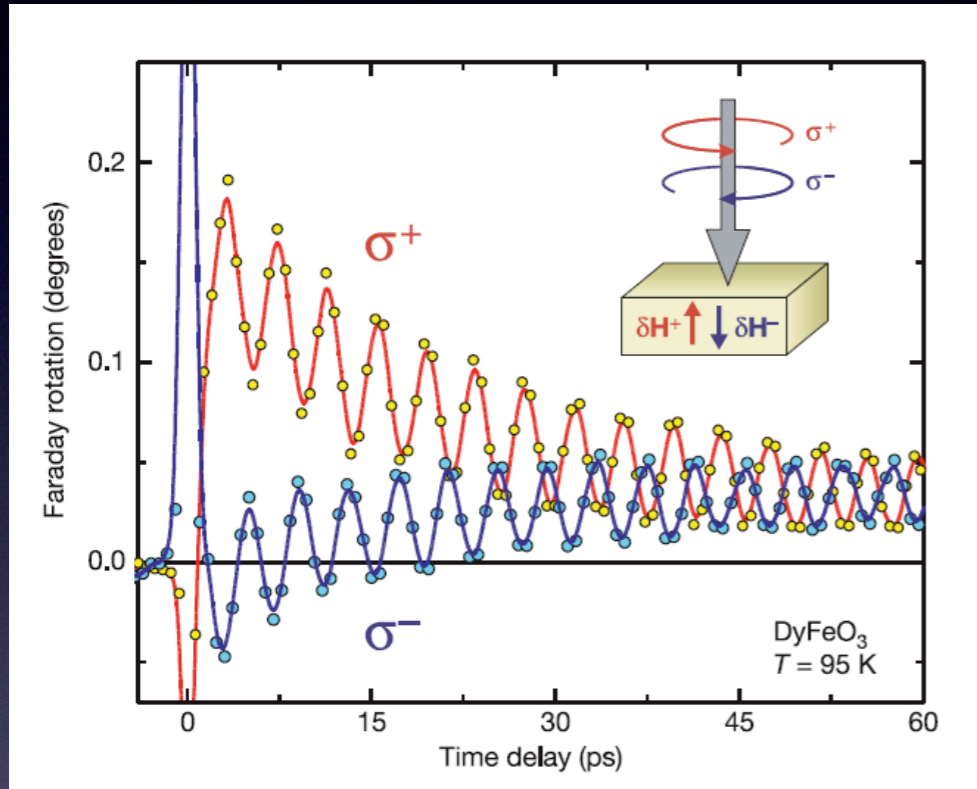 Faraday rotation (degrees)
0.2
0.1
0.0
σ+
σ−
σ+
σ−
δH+
δH−
DyFeO₃
T = 95 K
0
15
30
45
60
Time delay (ps)